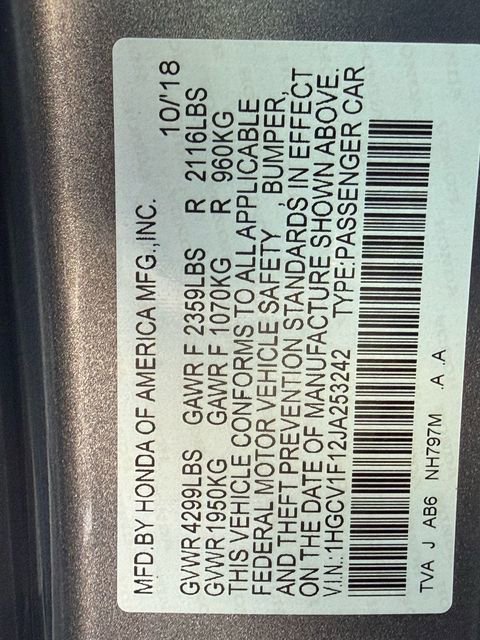 MFD.BY HONDA OF AMERICA MFG.,INC. 10/'18
GVWR 4299LBS GAWR F 2359LBS R 2116LBS
GVWR 1950KG GAWR F 1070KG R 960KG
THIS VEHICLE CONFORMS TO ALL APPLICABLE
FEDERAL MOTOR VEHICLE SAFETY , BUMPER,
AND THEFT PREVENTION STANDARDS IN EFFECT
ON THE DATE OF MANUFACTURE SHOWN ABOVE.
V.I.N.:1HGCV1F12JA253242 TYPE:PASSENGER CAR
TVA J AB6 NH797M .A .A